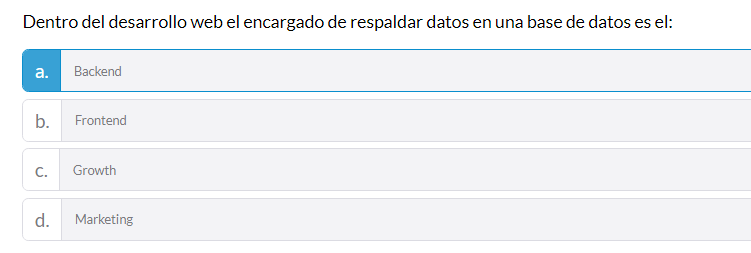 Dentro del desarrollo web el encargado de respaldar datos en una base de datos es el:
a. Backend
b. Frontend
c. Growth
d. Marketing